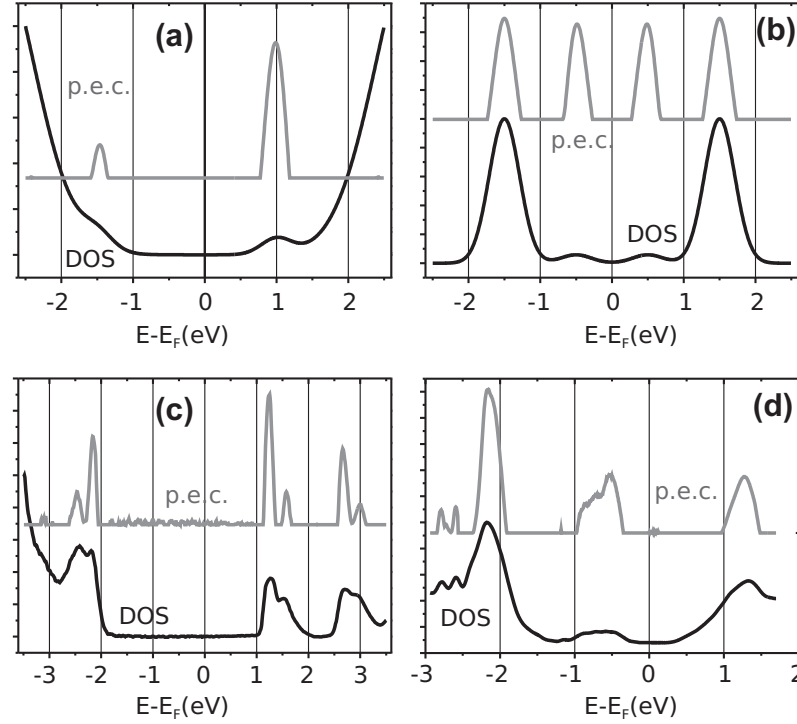 (a)
p.e.c.
DOS
-2 -1 0 1 2
E-E_F(eV)
(b)
p.e.c.
DOS
-2 -1 0 1 2
E-E_F(eV)
(c)
p.e.c.
DOS
-3 -2 -1 0 1 2 3
E-E_F(eV)
(d)
p.e.c.
DOS
-3 -2 -1 0 1 2
E-E_F(eV)